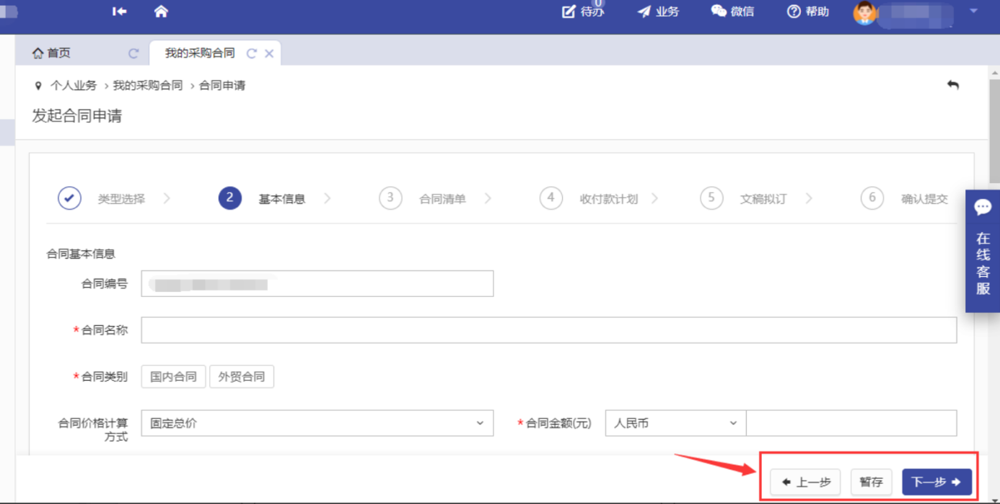 0
待办 业务 微信 帮助
首页 我的采购合同
个人业务 › 我的采购合同 › 合同申请
发起合同申请
类型选择 2 基本信息 3 合同清单 4 收付款计划 5 文稿拟订 6 确认提交
合同基本信息
合同编号
*合同名称
*合同类别 国内合同 外贸合同
合同价格计算 固定总价 *合同金额(元) 人民币
方式
在线客服
上一步 暂存 下一步